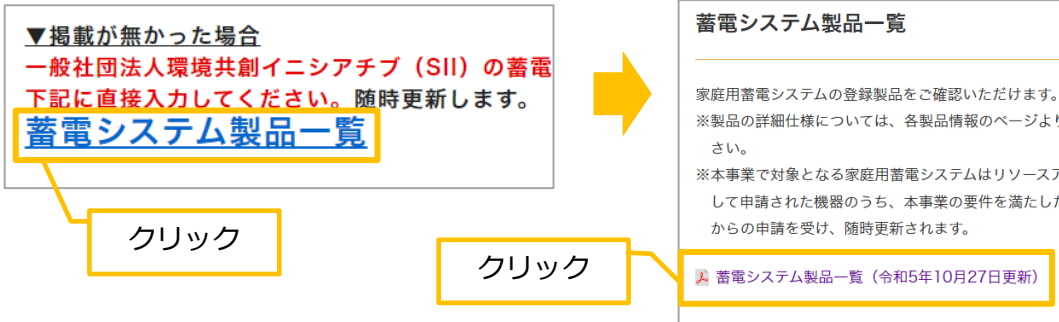 ▼掲載が無かった場合
一般社団法人環境共創イニシアチブ（SII）の蓄電
下記に直接入力してください。随時更新します。
蓄電システム製品一覧
クリック
蓄電システム製品一覧
家庭用蓄電システムの登録製品をご確認いただけます。
※製品の詳細仕様については、各製品情報のページより
さい。
※本事業で対象となる家庭用蓄電システムはリソースア
して申請された機器のうち、本事業の要件を満たした
からの申請を受け、随時更新されます。
クリック
蓄電システム製品一覧（令和5年10月27日更新）